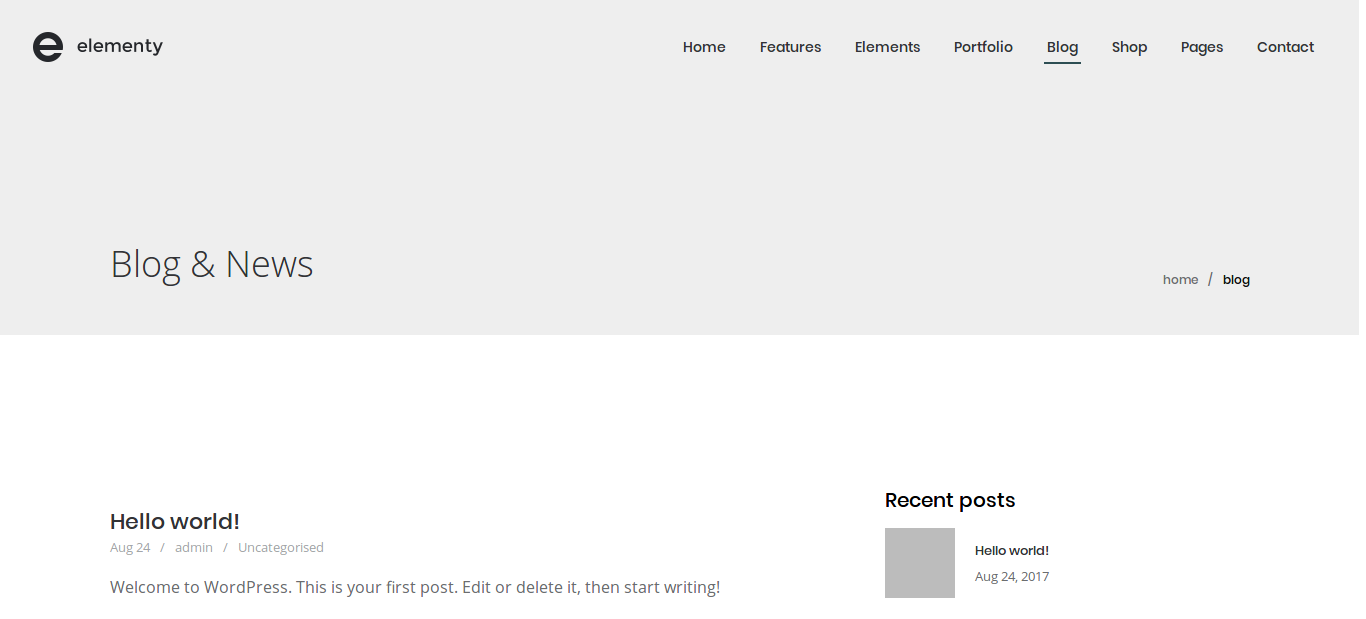 elementy
Home Features Elements Portfolio Blog Shop Pages Contact
Blog & News
home / blog
Hello world!
Aug 24 / admin / Uncategorised
Welcome to WordPress. This is your first post. Edit or delete it, then start writing!
Recent posts
Hello world!
Aug 24, 2017